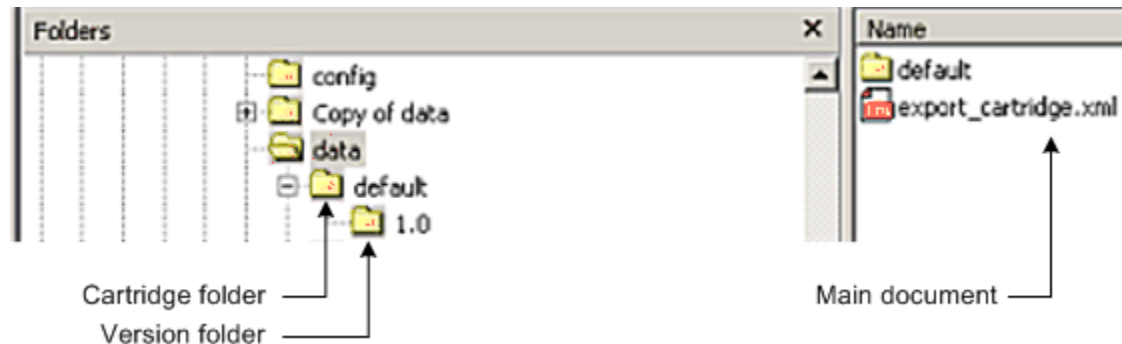 Folders
config
Copy of data
data
default
1.0
Name
default
export_cartridge.xml
Cartridge folder
Version folder
Main document